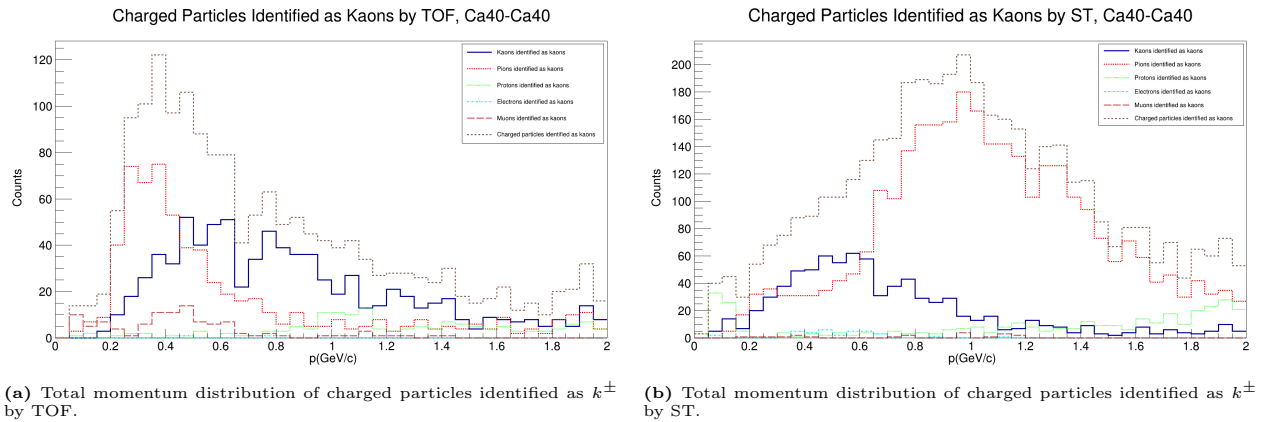 Charged Particles Identified as Kaons by TOF, Ca40-Ca40
Counts
120
100
80
60
40
20
0
Kaons identified as kaons
Pions identified as kaons
Protons identified as kaons
Electrons identified as kaons
Muons identified as kaons
Charged particles identified as kaons
0 0.2 0.4 0.6 0.8 1 1.2 1.4 1.6 1.8 2
p(GeV/c)
(a) Total momentum distribution of charged particles identified as k±
by TOF.
Charged Particles Identified as Kaons by ST, Ca40-Ca40
Counts
200
180
160
140
120
100
80
60
40
20
0
Kaons identified as kaons
Pions identified as kaons
Protons identified as kaons
Electrons identified as kaons
Muons identified as kaons
Charged particles identified as kaons
0 0.2 0.4 0.6 0.8 1 1.2 1.4 1.6 1.8 2
p(GeV/c)
(b) Total momentum distribution of charged particles identified as k±
by ST.